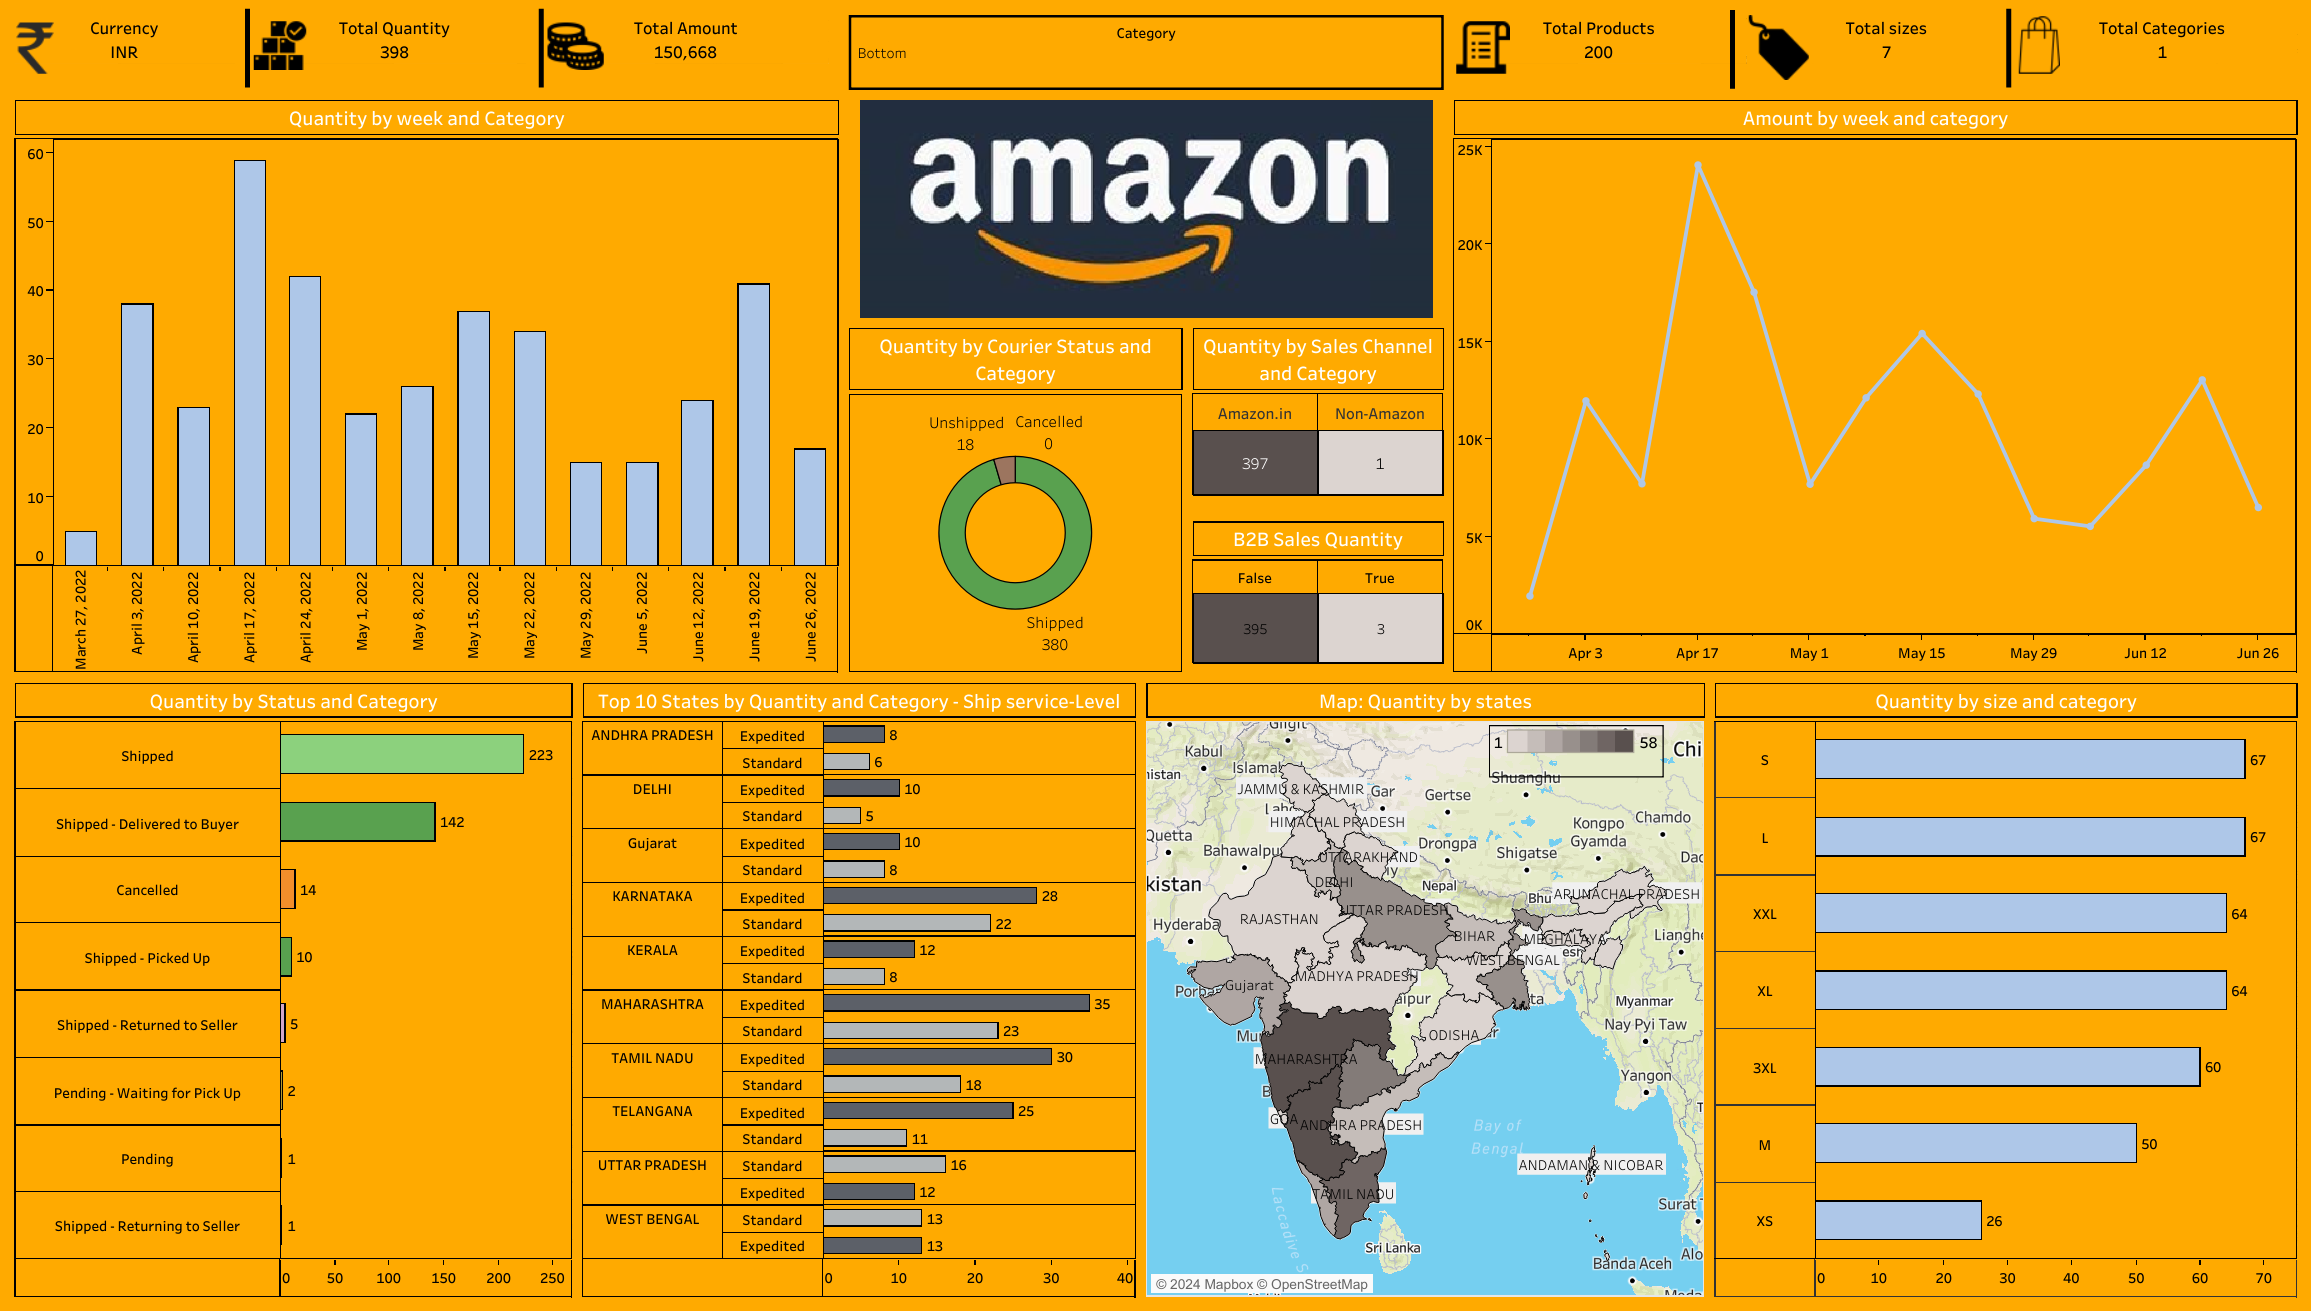 Currency
INR
Total Quantity
398
Total Amount
150,668
Category
Bottom
Total Products
200
Total sizes
7
Total Categories
1
Quantity by week and Category
60
50
40
30
20
10
0
March 27, 2022
April 3, 2022
April 10, 2022
April 17, 2022
April 24, 2022
May 1, 2022
May 8, 2022
May 15, 2022
May 22, 2022
May 29, 2022
June 5, 2022
June 12, 2022
June 19, 2022
June 26, 2022
amazon
Quantity by Courier Status and
Category
Unshipped
18
Cancelled
0
Shipped
380
Quantity by Sales Channel
and Category
Amazon.in Non-Amazon
397 1
B2B Sales Quantity
False True
395 3
Amount by week and category
25K
20K
15K
10K
5K
0K
Apr 3 Apr 17 May 1 May 15 May 29 Jun 12 Jun 26
Quantity by Status and Category
Shipped 223
Shipped - Delivered to Buyer 142
Cancelled 14
Shipped - Picked Up 10
Shipped - Returned to Seller 5
Pending - Waiting for Pick Up 2
Pending 1
Shipped - Returning to Seller 1
0 50 100 150 200 250
Top 10 States by Quantity and Category - Ship service-Level
ANDHRA PRADESH Expedited 8
Standard 6
DELHI Expedited 10
Standard 5
Gujarat Expedited 10
Standard 8
KARNATAKA Expedited 28
Standard 22
KERALA Expedited 12
Standard 8
MAHARASHTRA Expedited 35
Standard 23
TAMIL NADU Expedited 30
Standard 18
TELANGANA Expedited 25
Standard 11
UTTAR PRADESH Standard 16
Expedited 12
WEST BENGAL Standard 13
Expedited 13
0 10 20 30 40
Map: Quantity by states
1 58
Gilgit
Kabul
Chi
nistan
Islamal
Shuanghu
JAMMU & KASHMIR
Gar
Gertse
Laho
HIMACHAL PRADESH
Chamdo
Quetta
Kongpo
Gyamda
Bahawalpu
Drongpa
Shigatse
UTTARAKHAND
Dac
kistan
DELHI
Nepal
Bhu
ARUNACHAL PRADESH
UTTAR PRADESH
Hyderaba
RAJASTHAN
BIHAR
MEGHALAYA
Lianghe
esh
WEST BENGAL
MADHYA PRADESH
Gujarat
Porba
aipur
ta
Myanmar
Nay Pyi Taw
Mu
ODISHA
MAHARASHTRA
Yangon
B
GOA
ANDHRA PRADESH
Bay of
Bengal
ANDAMAN & NICOBAR
TAMIL NADU
Surat T
Laccadive S
Sri Lanka
Alo
Banda Aceh
Meda
© 2024 Mapbox © OpenStreetMap
Quantity by size and category
S 67
L 67
XXL 64
XL 64
3XL 60
M 50
XS 26
0 10 20 30 40 50 60 70